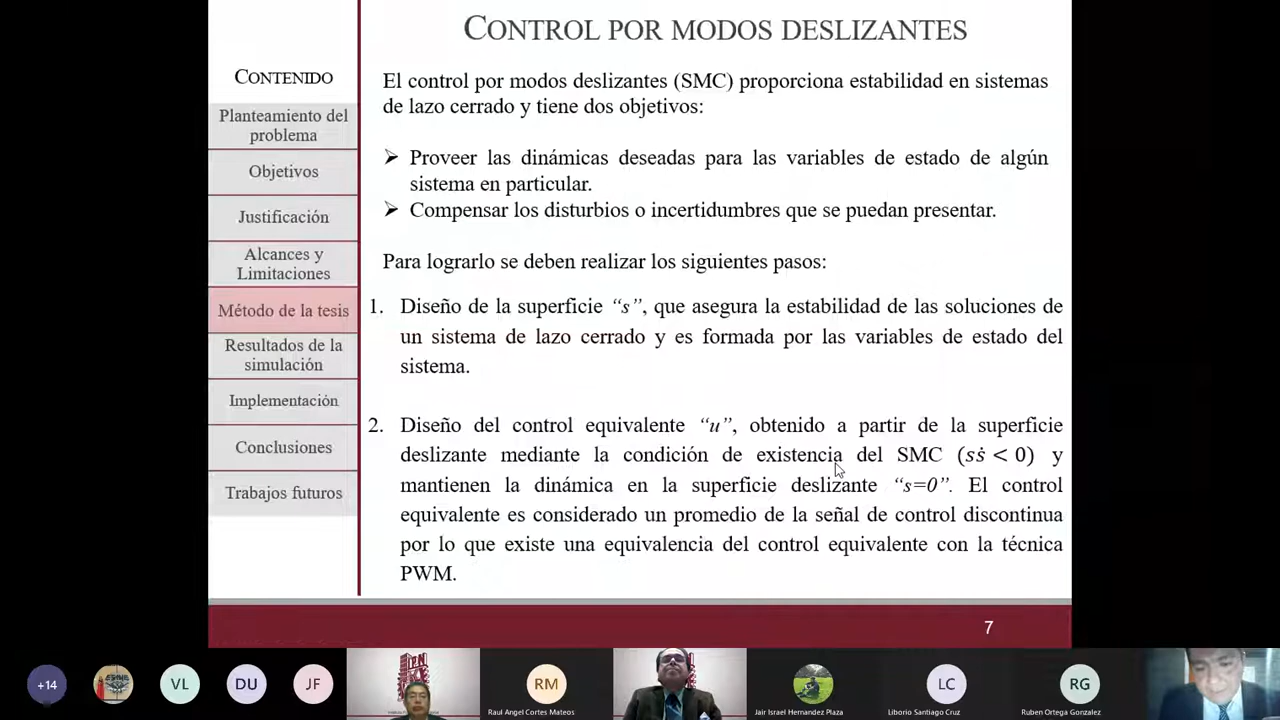 CONTROL POR MODOS DESLIZANTES
CONTENIDO
Planteamiento del
problema
Objetivos
Justificación
Alcances y
Limitaciones
Método de la tesis
Resultados de la
simulación
Implementación
Conclusiones
Trabajos futuros
El control por modos deslizantes (SMC) proporciona estabilidad en sistemas
de lazo cerrado y tiene dos objetivos:
➢ Proveer las dinámicas deseadas para las variables de estado de algún
sistema en particular.
➢ Compensar los disturbios o incertidumbres que se puedan presentar.
Para lograrlo se deben realizar los siguientes pasos:
1. Diseño de la superficie “s”, que asegura la estabilidad de las soluciones de
un sistema de lazo cerrado y es formada por las variables de estado del
sistema.
2. Diseño del control equivalente “u”, obtenido a partir de la superficie
deslizante mediante la condición de existencia del SMC (sṡ < 0) y
mantienen la dinámica en la superficie deslizante “s=0”. El control
equivalente es considerado un promedio de la señal de control discontinua
por lo que existe una equivalencia del control equivalente con la técnica
PWM.
7
+14
VL
DU
JF
RM
Raul Angel Cortes Mateos
Jair Israel Hernandez Plaza
LC
Liborio Santiago Cruz
RG
Ruben Ortega Gonzalez